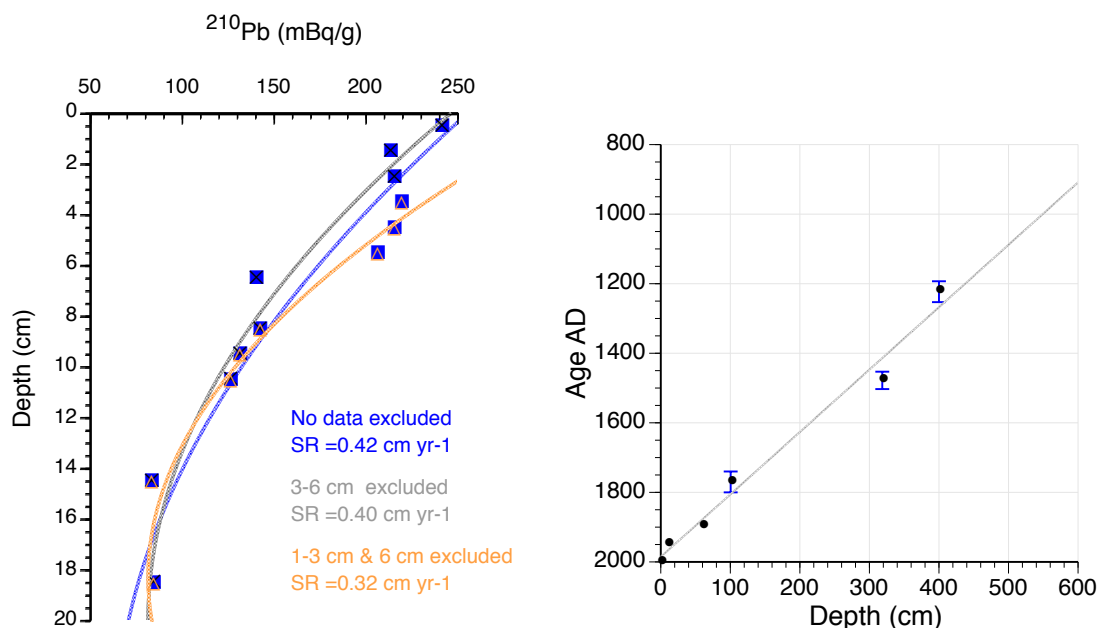 ²¹⁰Pb (mBq/g)
50 100 150 200 250
0
2
4
6
8
10
12
14
16
18
20
Depth (cm)
No data excluded
SR =0.42 cm yr-1
3-6 cm excluded
SR =0.40 cm yr-1
1-3 cm & 6 cm excluded
SR =0.32 cm yr-1
800
1000
1200
1400
1600
1800
2000
Age AD
0 100 200 300 400 500 600
Depth (cm)